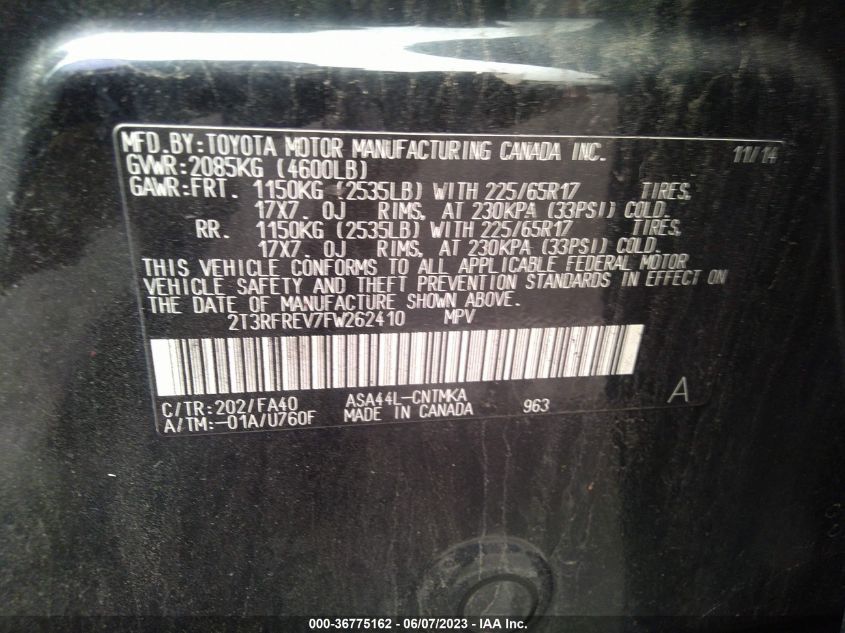 MFD. BY: TOYOTA MOTOR MANUFACTURING CANADA INC. 11/14
GVWR: 2085KG (4600LB)
GAWR: FRT. 1150KG (2535LB) WITH 225/65R17 TIRES,
17X7. 0J RIMS, AT 230KPA (33PSI) COLD.
RR. 1150KG (2535LB) WITH 225/65R17 TIRES,
17X7. 0J RIMS, AT 230KPA (33PSI) COLD.
THIS VEHICLE CONFORMS TO ALL APPLICABLE FEDERAL MOTOR
VEHICLE SAFETY AND THEFT PREVENTION STANDARDS IN EFFECT ON
THE DATE OF MANUFACTURE SHOWN ABOVE.
2T3RFREV7FW262410 MPV
C/TR: 202/FA40 ASA44L-CNTMKA
A/TM:-01A/U760F MADE IN CANADA 963 A
000-36775162 - 06/07/2023 - IAA Inc.